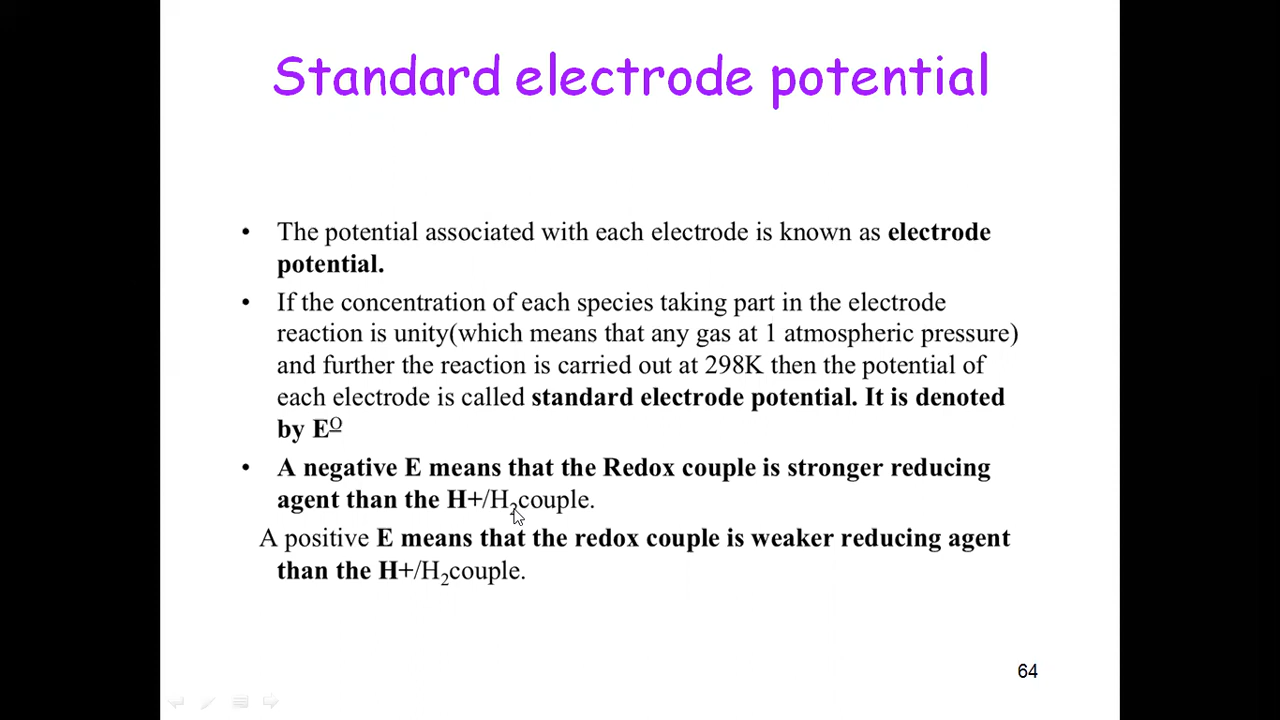 Standard electrode potential
• The potential associated with each electrode is known as electrode
potential.
• If the concentration of each species taking part in the electrode
reaction is unity(which means that any gas at 1 atmospheric pressure)
and further the reaction is carried out at 298K then the potential of
each electrode is called standard electrode potential. It is denoted
by E^O
• A negative E means that the Redox couple is stronger reducing
agent than the H+/H₂couple.
A positive E means that the redox couple is weaker reducing agent
than the H+/H₂couple.
64